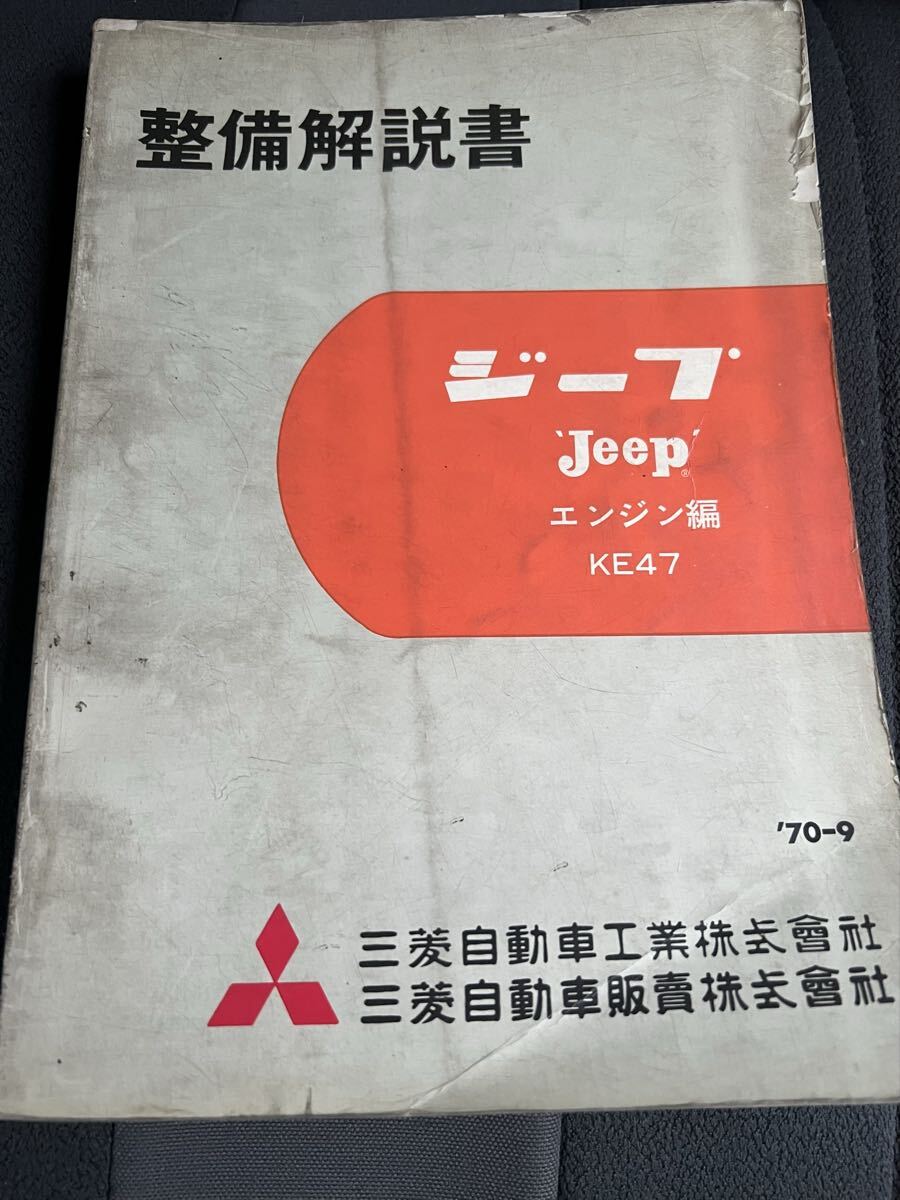 整備解説書
ジープ
'Jeep'®
エンジン編
KE47
'70-9
三菱自動車工業株式會社
三菱自動車販賣株式會社